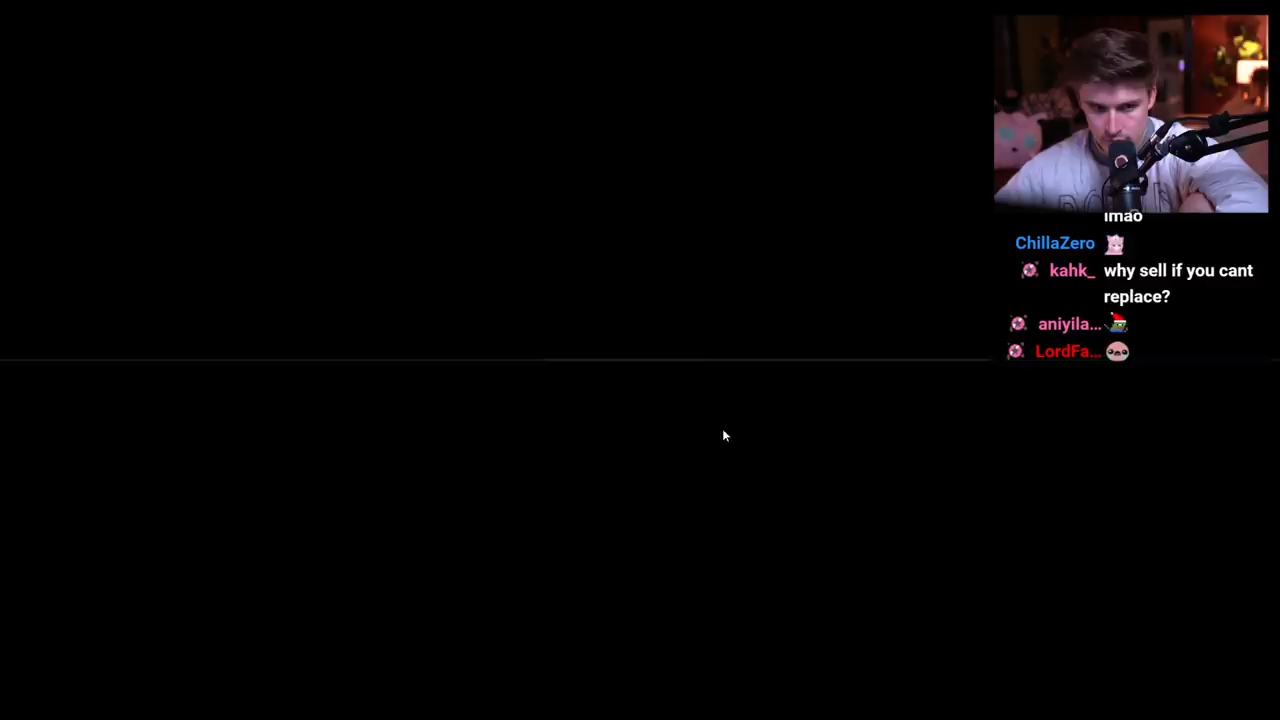 lmao
ChillaZero
kahk_ why sell if you cant
replace?
aniyila...
LordFa...